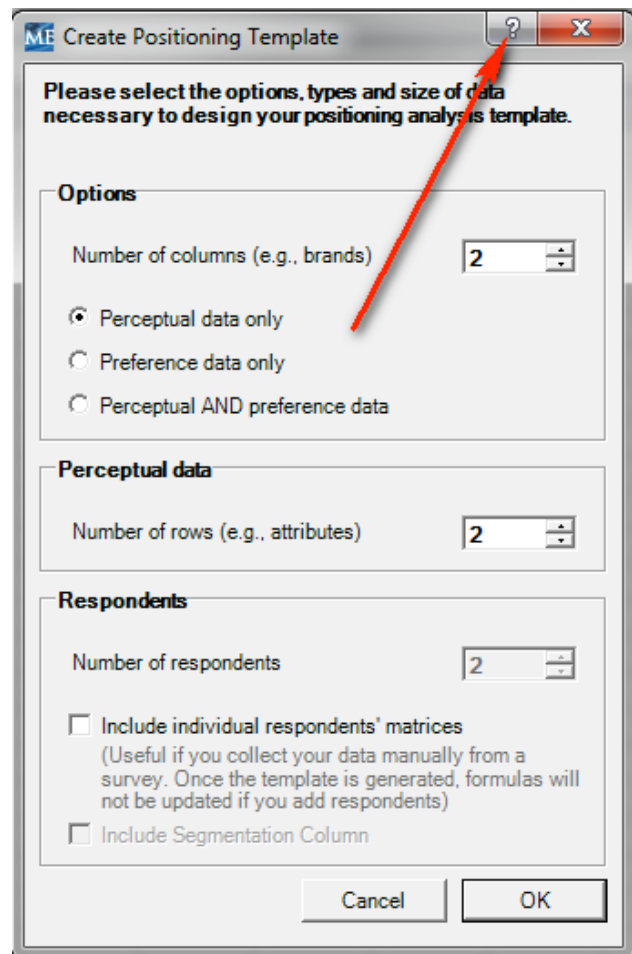 ME Create Positioning Template ? X
Please select the options, types and size of data
necessary to design your positioning analysis template.
Options
Number of columns (e.g., brands) 2
Perceptual data only
Preference data only
Perceptual AND preference data
Perceptual data
Number of rows (e.g., attributes) 2
Respondents
Number of respondents 2
Include individual respondents' matrices
(Useful if you collect your data manually from a
survey. Once the template is generated, formulas will
not be updated if you add respondents)
Include Segmentation Column
Cancel OK